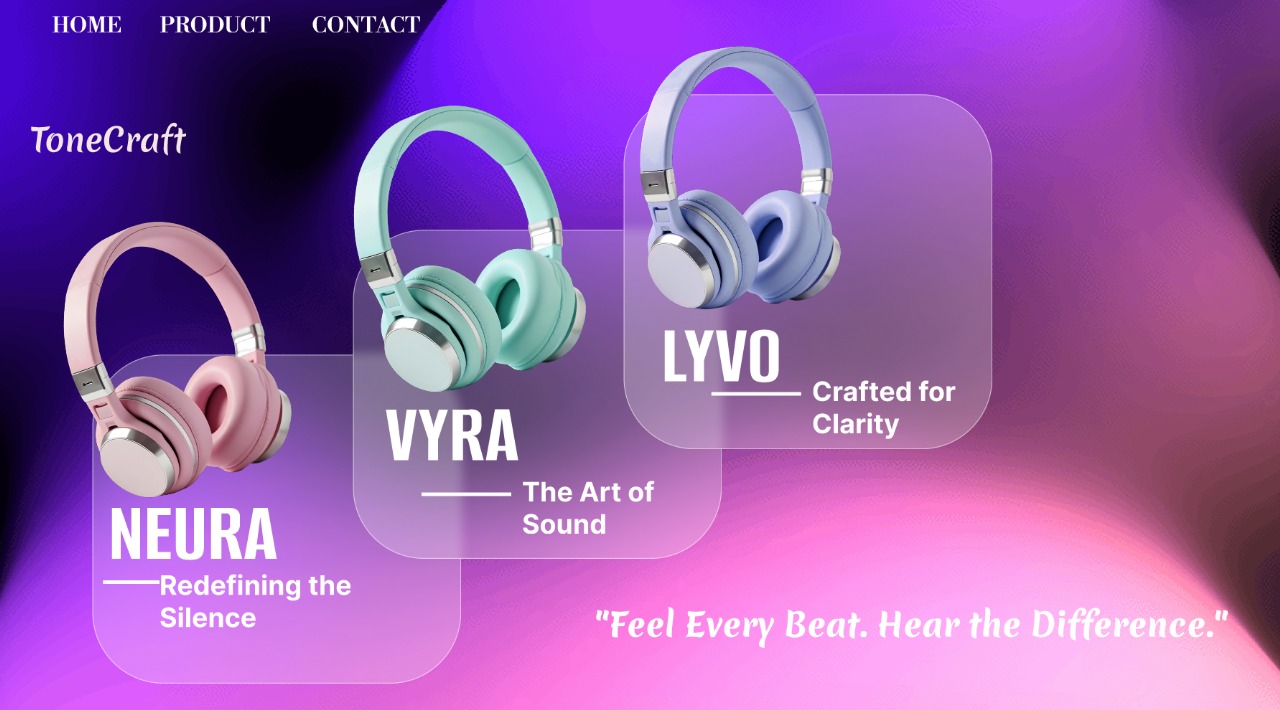 HOME PRODUCT CONTACT
ToneCraft
NEURA
Redefining the
Silence
VYRA
The Art of
Sound
LYVO
Crafted for
Clarity
"Feel Every Beat. Hear the Difference."